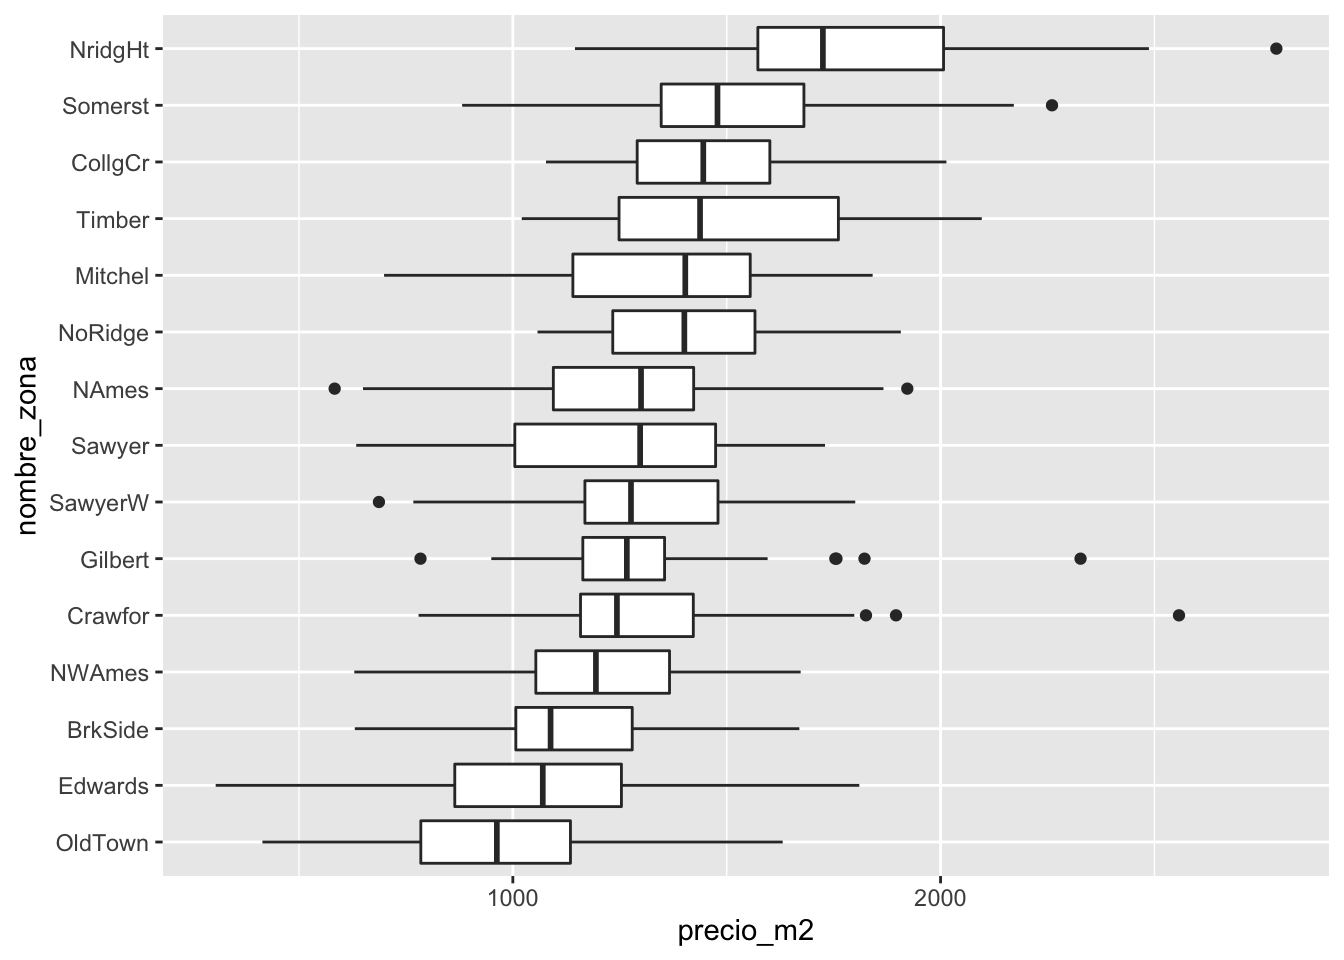 nombre_zona
NridgHt
Somerst
CollgCr
Timber
Mitchel
NoRidge
NAmes
Sawyer
SawyerW
Gilbert
Crawfor
NWAmes
BrkSide
Edwards
OldTown
1000 2000
precio_m2